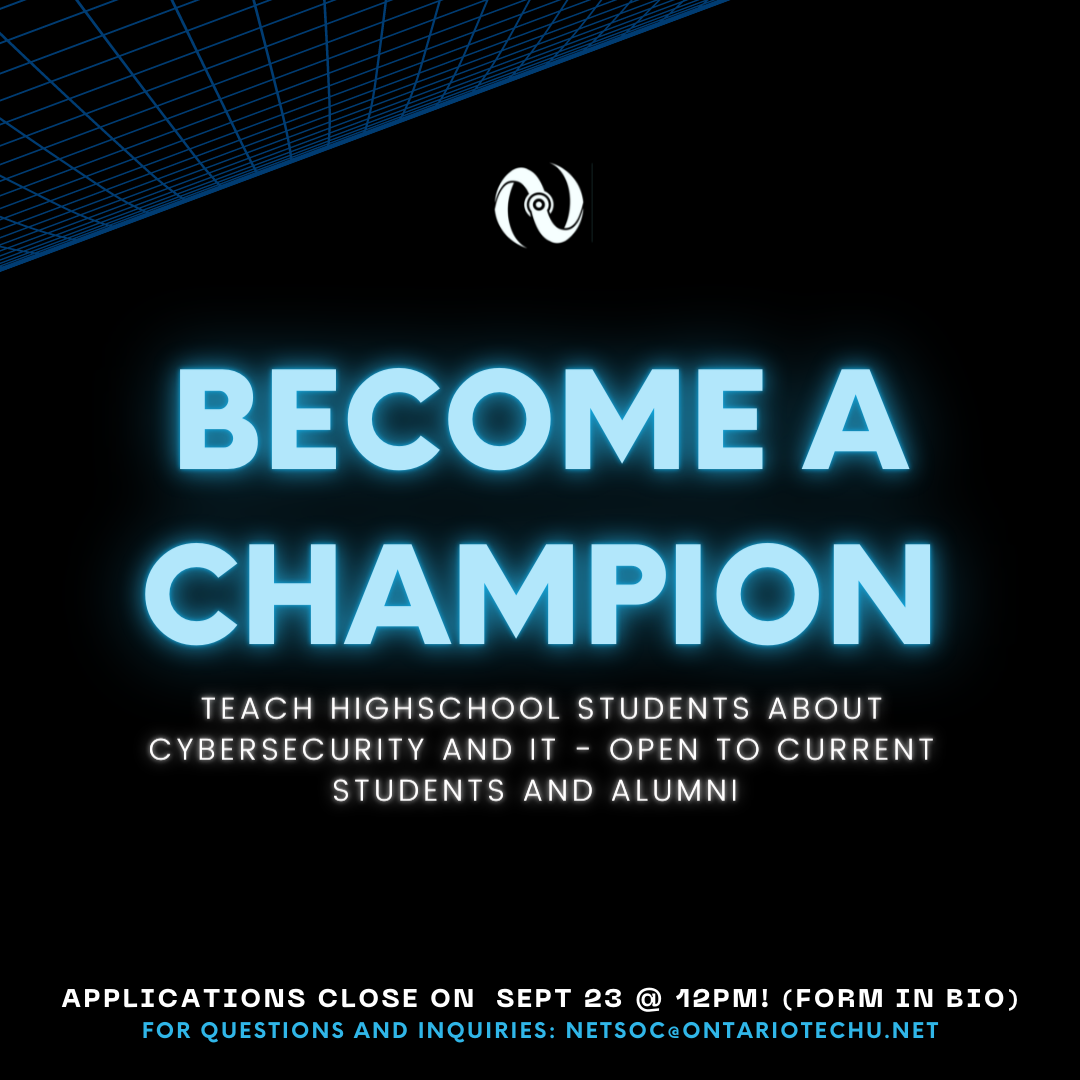 BECOME A
CHAMPION
TEACH HIGHSCHOOL STUDENTS ABOUT
CYBERSECURITY AND IT - OPEN TO CURRENT
STUDENTS AND ALUMNI
APPLICATIONS CLOSE ON SEPT 23 @ 12PM! (FORM IN BIO)
FOR QUESTIONS AND INQUIRIES: NETSOC@ONTARIOTECHU.NET